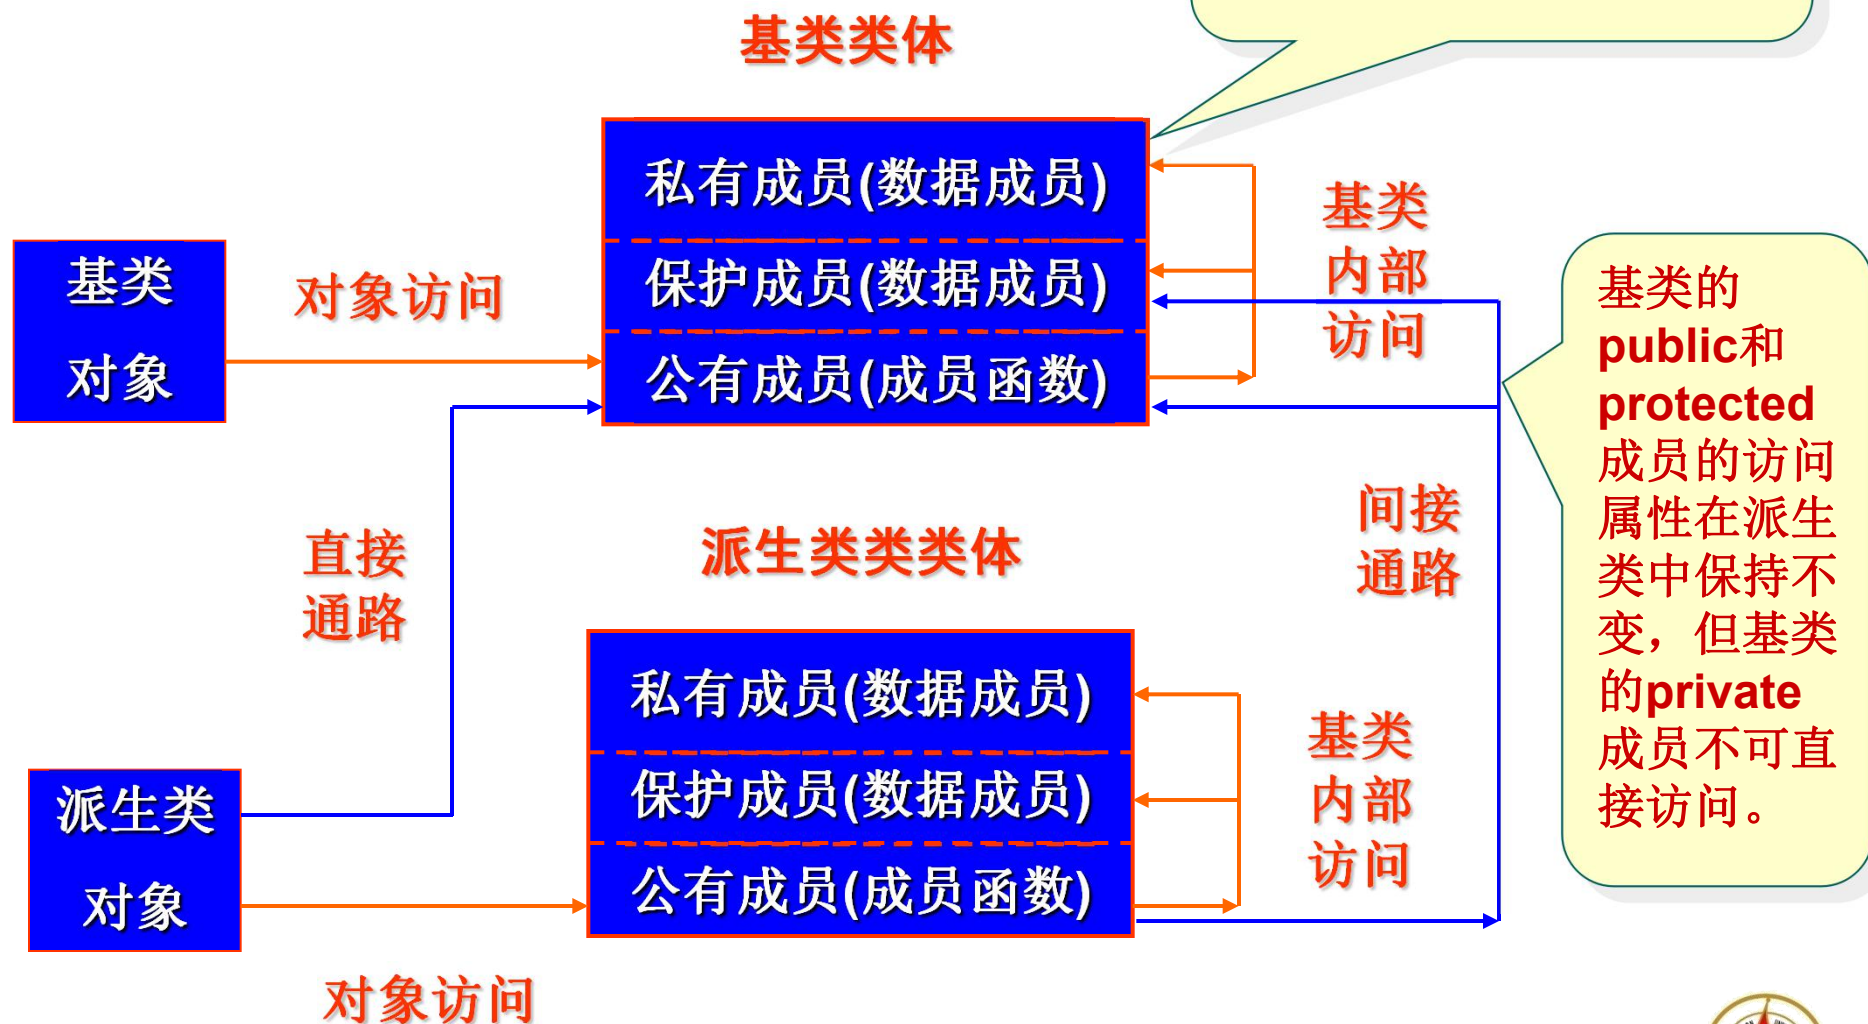 基类类体
私有成员(数据成员)
保护成员(数据成员)
公有成员(成员函数)
基类
对象
对象访问
基类
内部
访问
直接
通路
间接
通路
派生类类类体
私有成员(数据成员)
保护成员(数据成员)
公有成员(成员函数)
派生类
对象
对象访问
基类
内部
访问
基类的
public和
protected
成员的访问
属性在派生
类中保持不
变，但基类
的private
成员不可直
接访问。